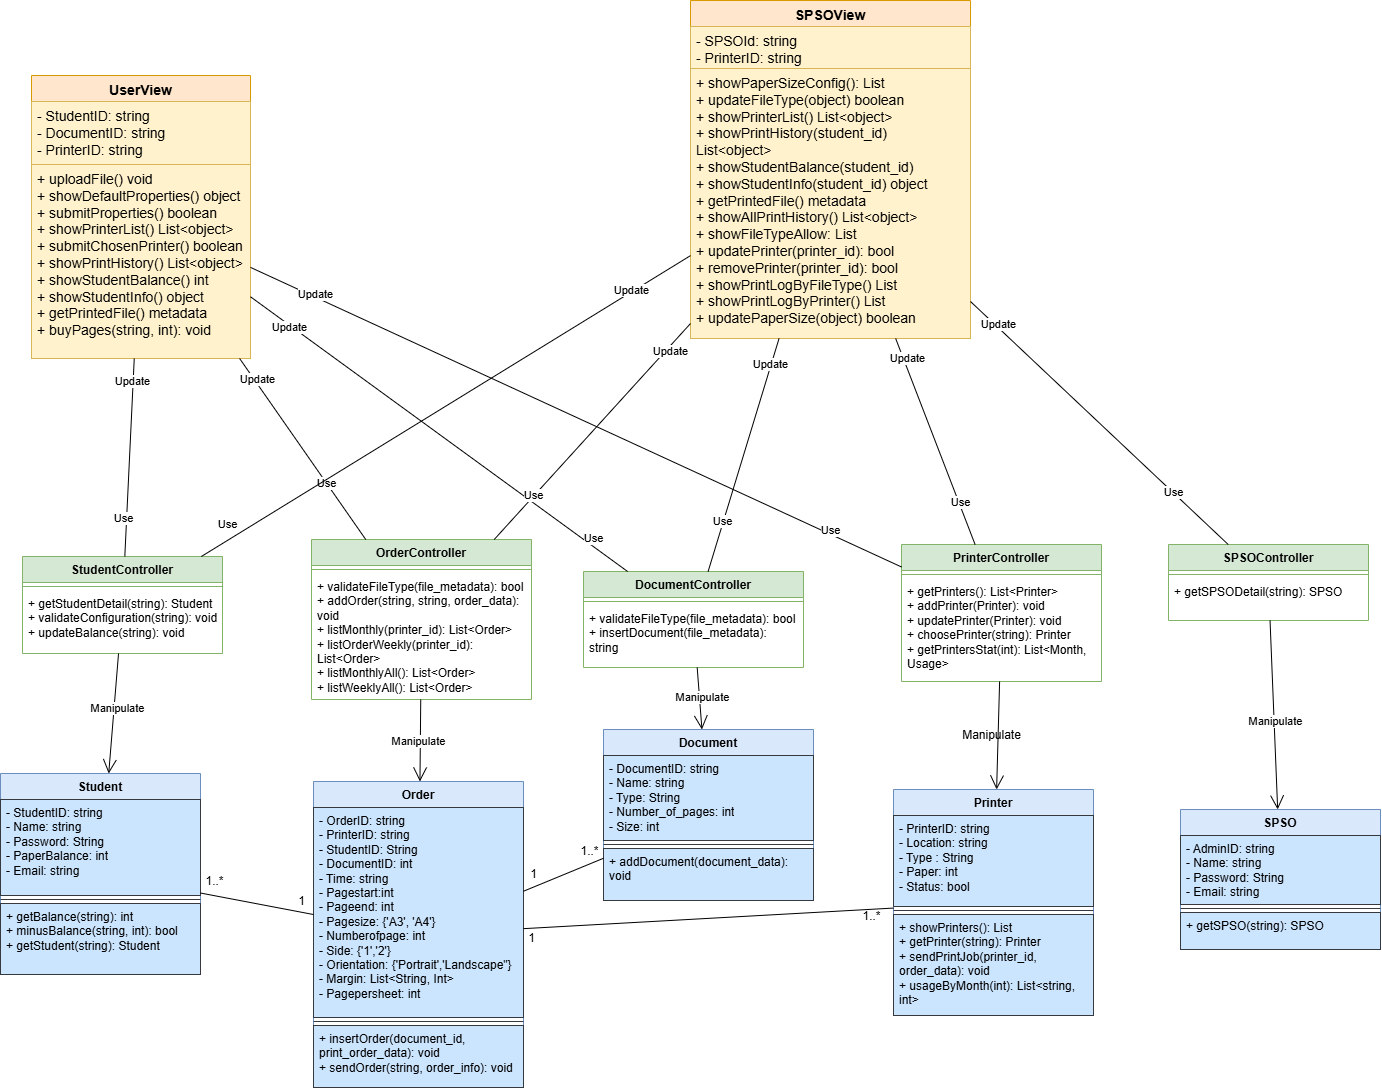 SPSOView
- SPSOId: string
- PrinterID: string
+ showPaperSizeConfig(): List
+ updateFileType(object) boolean
+ showPrinterList() List<object>
+ showPrintHistory(student_id)
List<object>
+ showStudentBalance(student_id)
+ showStudentInfo(student_id) object
+ getPrintedFile() metadata
+ showAllPrintHistory() List<object>
+ showFileTypeAllow: List
+ updatePrinter(printer_id): bool
+ removePrinter(printer_id): bool
+ showPrintLogByFileType() List
+ showPrintLogByPrinter() List
+ updatePaperSize(object) boolean
UserView
- StudentID: string
- DocumentID: string
- PrinterID: string
+ uploadFile() void
+ showDefaultProperties() object
+ submitProperties() boolean
+ showPrinterList() List<object>
+ submitChosenPrinter() boolean
+ showPrintHistory() List<object>
+ showStudentBalance() int
+ showStudentInfo() object
+ getPrintedFile() metadata
+ buyPages(string, int): void
Update
Update
Update
Update
Update
Update
Update
Update
Update
Use
Use
Use
Use
Use
Use
Use
Use
Use
StudentController
+ getStudentDetail(string): Student
+ validateConfiguration(string): void
+ updateBalance(string): void
OrderController
+ validateFileType(file_metadata): bool
+ addOrder(string, string, order_data):
void
+ listMonthly(printer_id): List<Order>
+ listOrderWeekly(printer_id):
List<Order>
+ listMonthlyAll(): List<Order>
+ listWeeklyAll(): List<Order>
DocumentController
+ validateFileType(file_metadata): bool
+ insertDocument(file_metadata):
string
PrinterController
+ getPrinters(): List<Printer>
+ addPrinter(Printer): void
+ updatePrinter(Printer): void
+ choosePrinter(string): Printer
+ getPrintersStat(int): List<Month,
Usage>
SPSOController
+ getSPSODetail(string): SPSO
Manipulate
Manipulate
Manipulate
Manipulate
Manipulate
Student
- StudentID: string
- Name: string
- Password: String
- PaperBalance: int
- Email: string
+ getBalance(string): int
+ minusBalance(string, int): bool
+ getStudent(string): Student
1..*
1
Order
- OrderID: string
- PrinterID: string
- StudentID: String
- DocumentID: int
- Time: string
- Pagestart:int
- Pageend: int
- Pagesize: {'A3', 'A4'}
- Numberofpage: int
- Side: {'1','2'}
- Orientation: {'Portrait','Landscape"}
- Margin: List<String, Int>
- Pagepersheet: int
+ insertOrder(document_id,
print_order_data): void
+ sendOrder(string, order_info): void
1
1..*
1
1..*
Document
- DocumentID: string
- Name: string
- Type: String
- Number_of_pages: int
- Size: int
+ addDocument(document_data):
void
Printer
- PrinterID: string
- Location: string
- Type : String
- Paper: int
- Status: bool
+ showPrinters(): List
+ getPrinter(string): Printer
+ sendPrintJob(printer_id,
order_data): void
+ usageByMonth(int): List<string,
int>
SPSO
- AdminID: string
- Name: string
- Password: String
- Email: string
+ getSPSO(string): SPSO